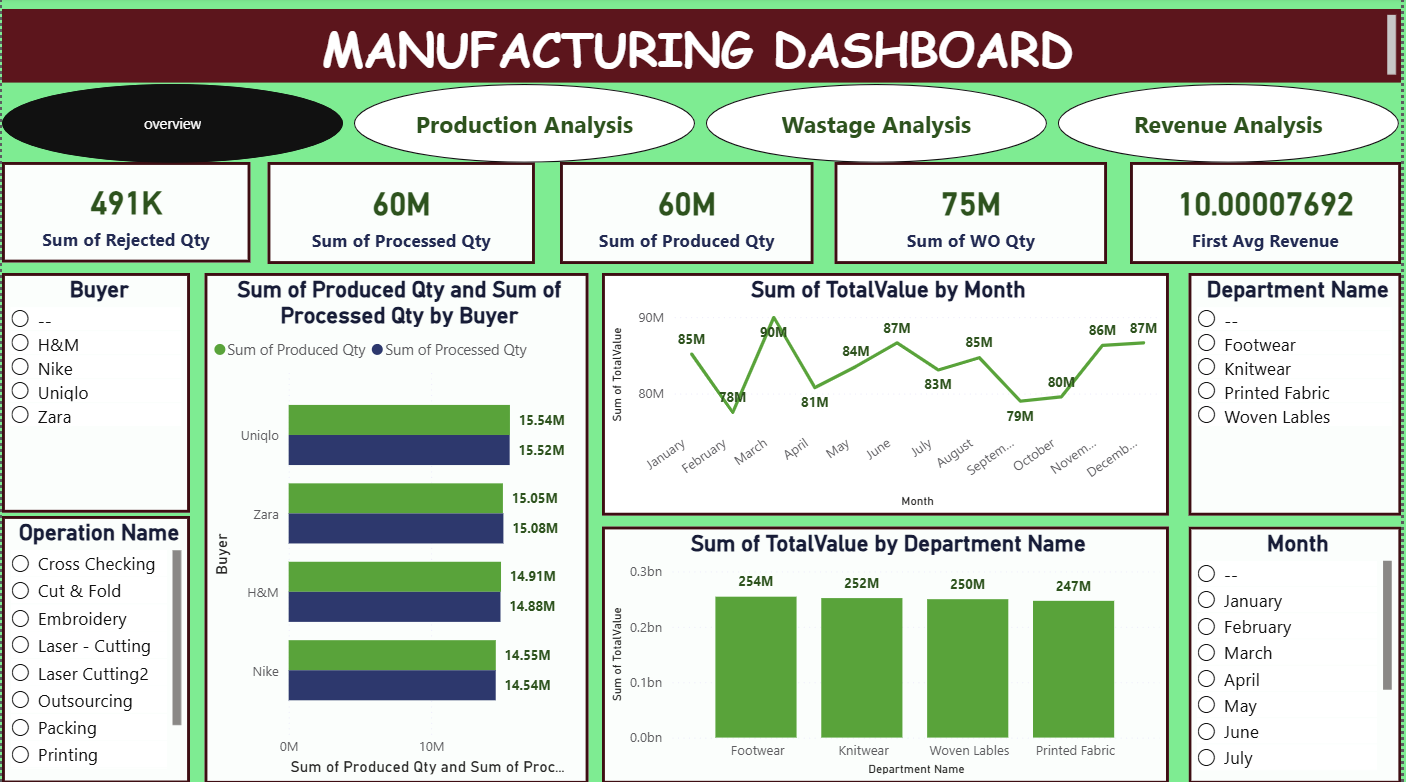 MANUFACTURING DASHBOARD
overview
Production Analysis
Wastage Analysis
Revenue Analysis
491K
Sum of Rejected Qty
60M
Sum of Processed Qty
60M
Sum of Produced Qty
75M
Sum of WO Qty
10.00007692
First Avg Revenue
Buyer
--
H&M
Nike
Uniqlo
Zara
Operation Name
Cross Checking
Cut & Fold
Embroidery
Laser - Cutting
Laser Cutting2
Outsourcing
Packing
Printing
Sum of Produced Qty and Sum of
Processed Qty by Buyer
Sum of Produced Qty
Sum of Processed Qty
Buyer
Uniqlo
15.54M
15.52M
Zara
15.05M
15.08M
H&M
14.91M
14.88M
Nike
14.55M
14.54M
0M
10M
Sum of Produced Qty and Sum of Proc...
Sum of TotalValue by Month
Sum of TotalValue
90M
80M
85M
78M
90M
81M
84M
87M
83M
85M
79M
80M
86M
87M
January
February
March
April
May
June
July
August
Septem...
October
Novem...
Decemb...
Month
Sum of TotalValue by Department Name
Sum of TotalValue
0.3bn
0.2bn
0.1bn
0.0bn
254M
252M
250M
247M
Footwear
Knitwear
Woven Lables
Printed Fabric
Department Name
Department Name
--
Footwear
Knitwear
Printed Fabric
Woven Lables
Month
--
January
February
March
April
May
June
July